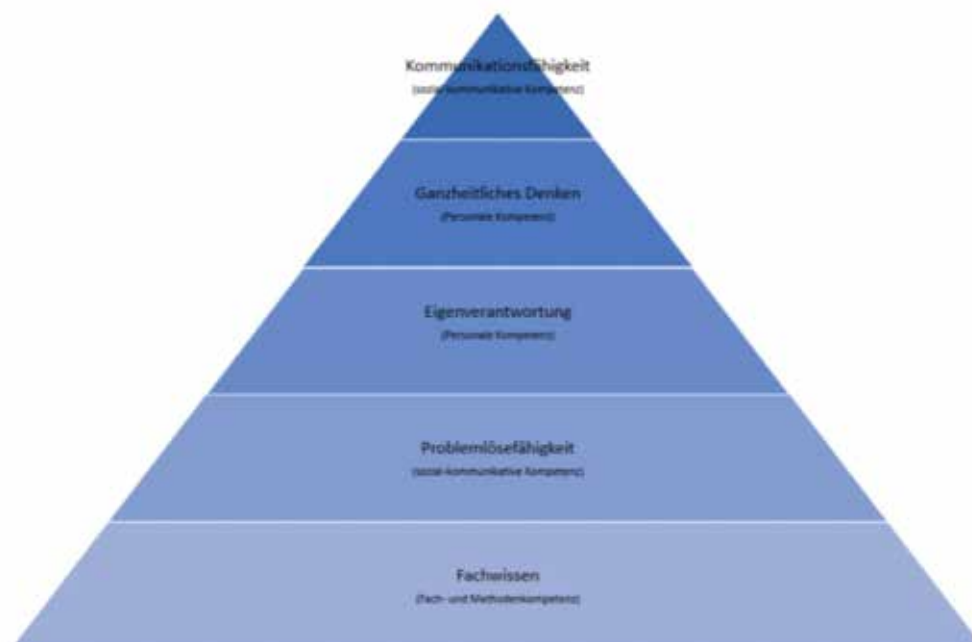 Kommunikationsfähigkeit
(sozial-kommunikative Kompetenz)
Ganzheitliches Denken
(Personale Kompetenz)
Eigenverantwortung
(Personale Kompetenz)
Problemlösefähigkeit
(sozial-kommunikative Kompetenz)
Fachwissen
(Fach- und Methodenkompetenz)